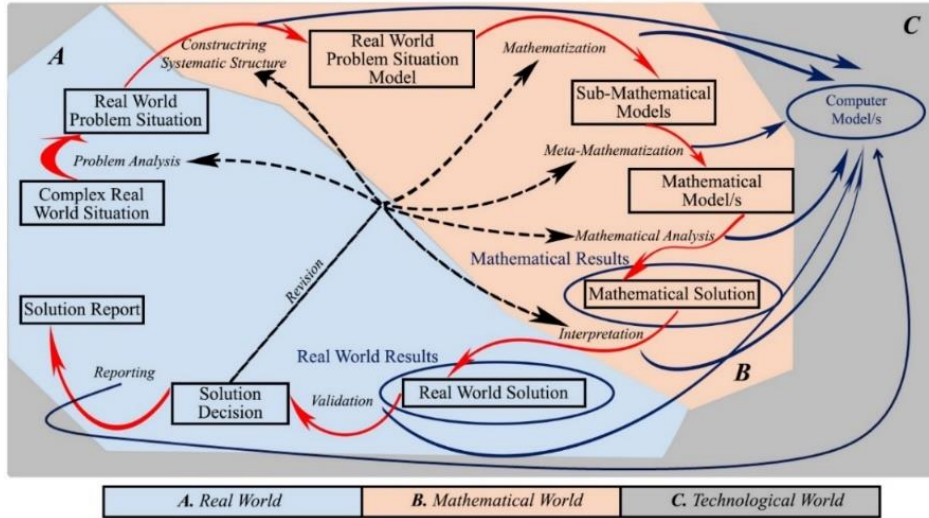 A
C
Constructring
Systematic Structure
Real World
Problem Situation
Model
Mathematization
Real World
Problem Situation
Sub-Mathematical
Models
Computer
Model/s
Problem Analysis
Meta-Mathematization
Complex Real
World Situation
Mathematical
Model/s
Mathematical Analysis
Mathematical Results
Mathematical Solution
Revision
Solution Report
Interpretation
Real World Results
B
Reporting
Solution
Decision
Validation
Real World Solution
A. Real World
B. Mathematical World
C. Technological World